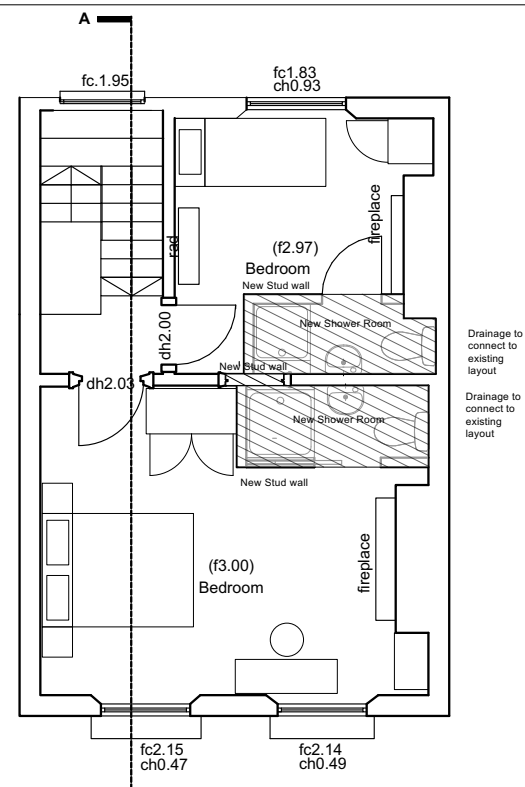 A
fc.1.95
fc1.83
ch0.93
rad
fireplace
(f2.97)
Bedroom
New Stud wall
New Shower Room
dh2.00
New Stud wall
dh2.03
Drainage to
connect to
existing
layout
Drainage to
connect to
existing
layout
New Shower Room
New Stud wall
(f3.00)
Bedroom
fireplace
fc2.15
ch0.47
fc2.14
ch0.49